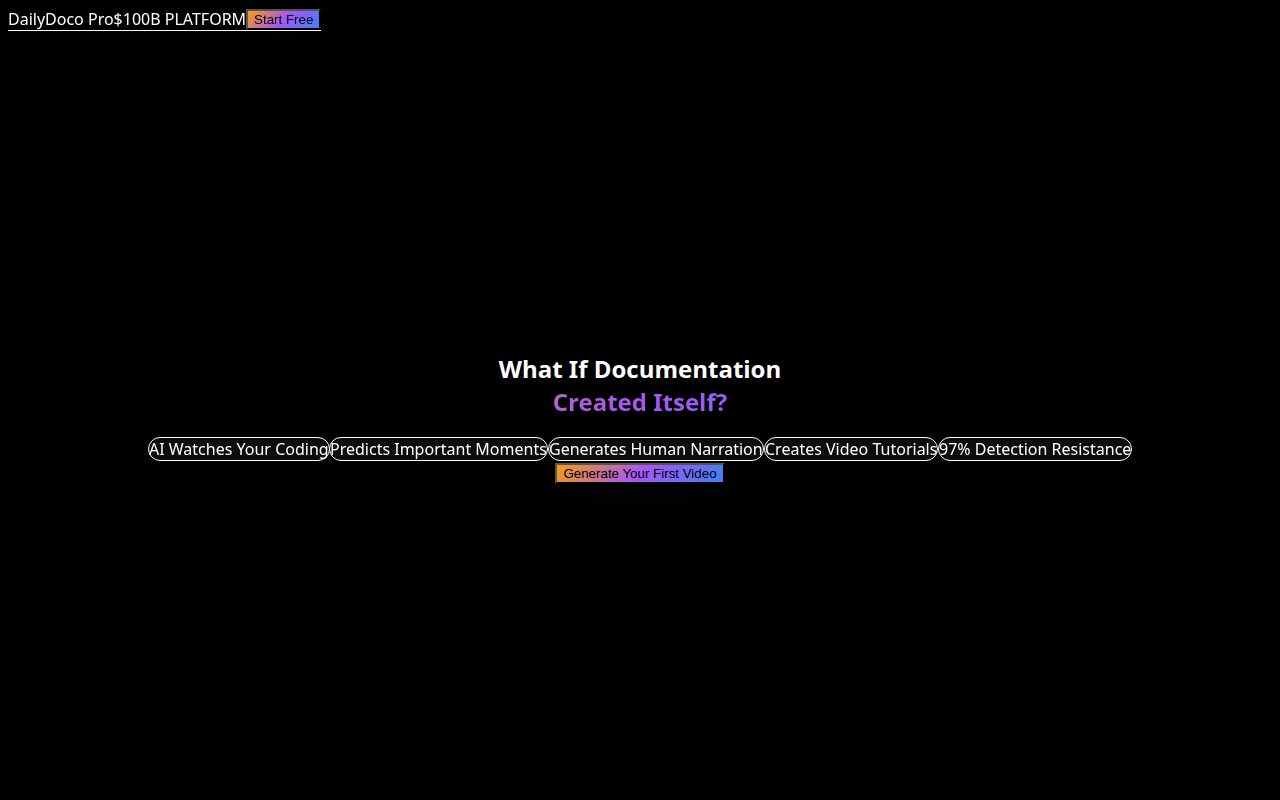 DailyDoco Pro$100B PLATFORM Start Free
What If Documentation
Created Itself?
AI Watches Your Coding Predicts Important Moments Generates Human Narration Creates Video Tutorials 97% Detection Resistance
Generate Your First Video